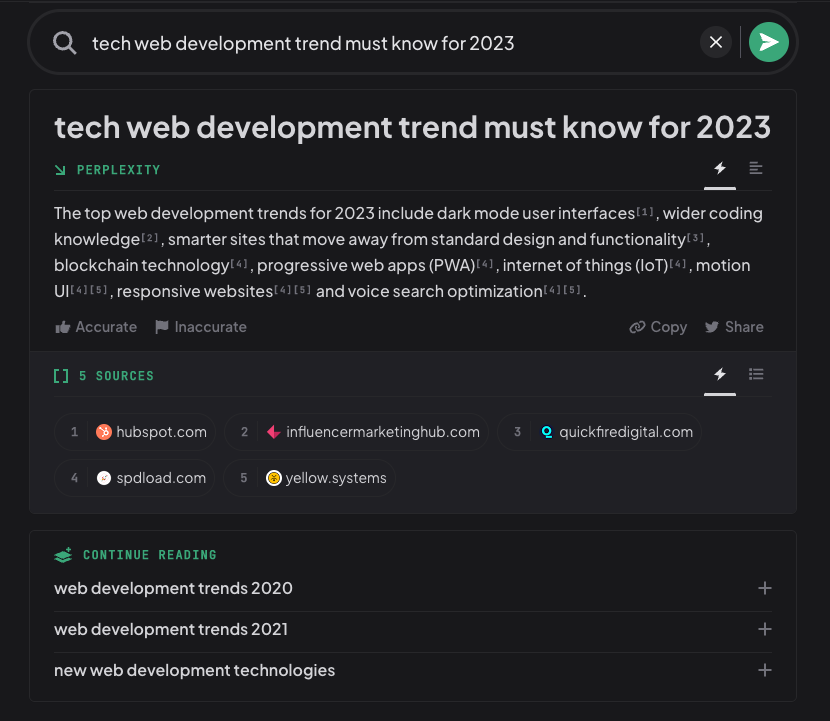 tech web development trend must know for 2023
tech web development trend must know for 2023
PERPLEXITY
The top web development trends for 2023 include dark mode user interfaces[1], wider coding
knowledge[2], smarter sites that move away from standard design and functionality[3],
blockchain technology[4], progressive web apps (PWA)[4], internet of things (IoT)[4], motion
UI[4][5], responsive websites[4][5] and voice search optimization[4][5].
Accurate Inaccurate Copy Share
[] 5 SOURCES
1 hubspot.com 2 influencermarketinghub.com 3 quickfiredigital.com
4 spdload.com 5 yellow.systems
CONTINUE READING
web development trends 2020
web development trends 2021
new web development technologies